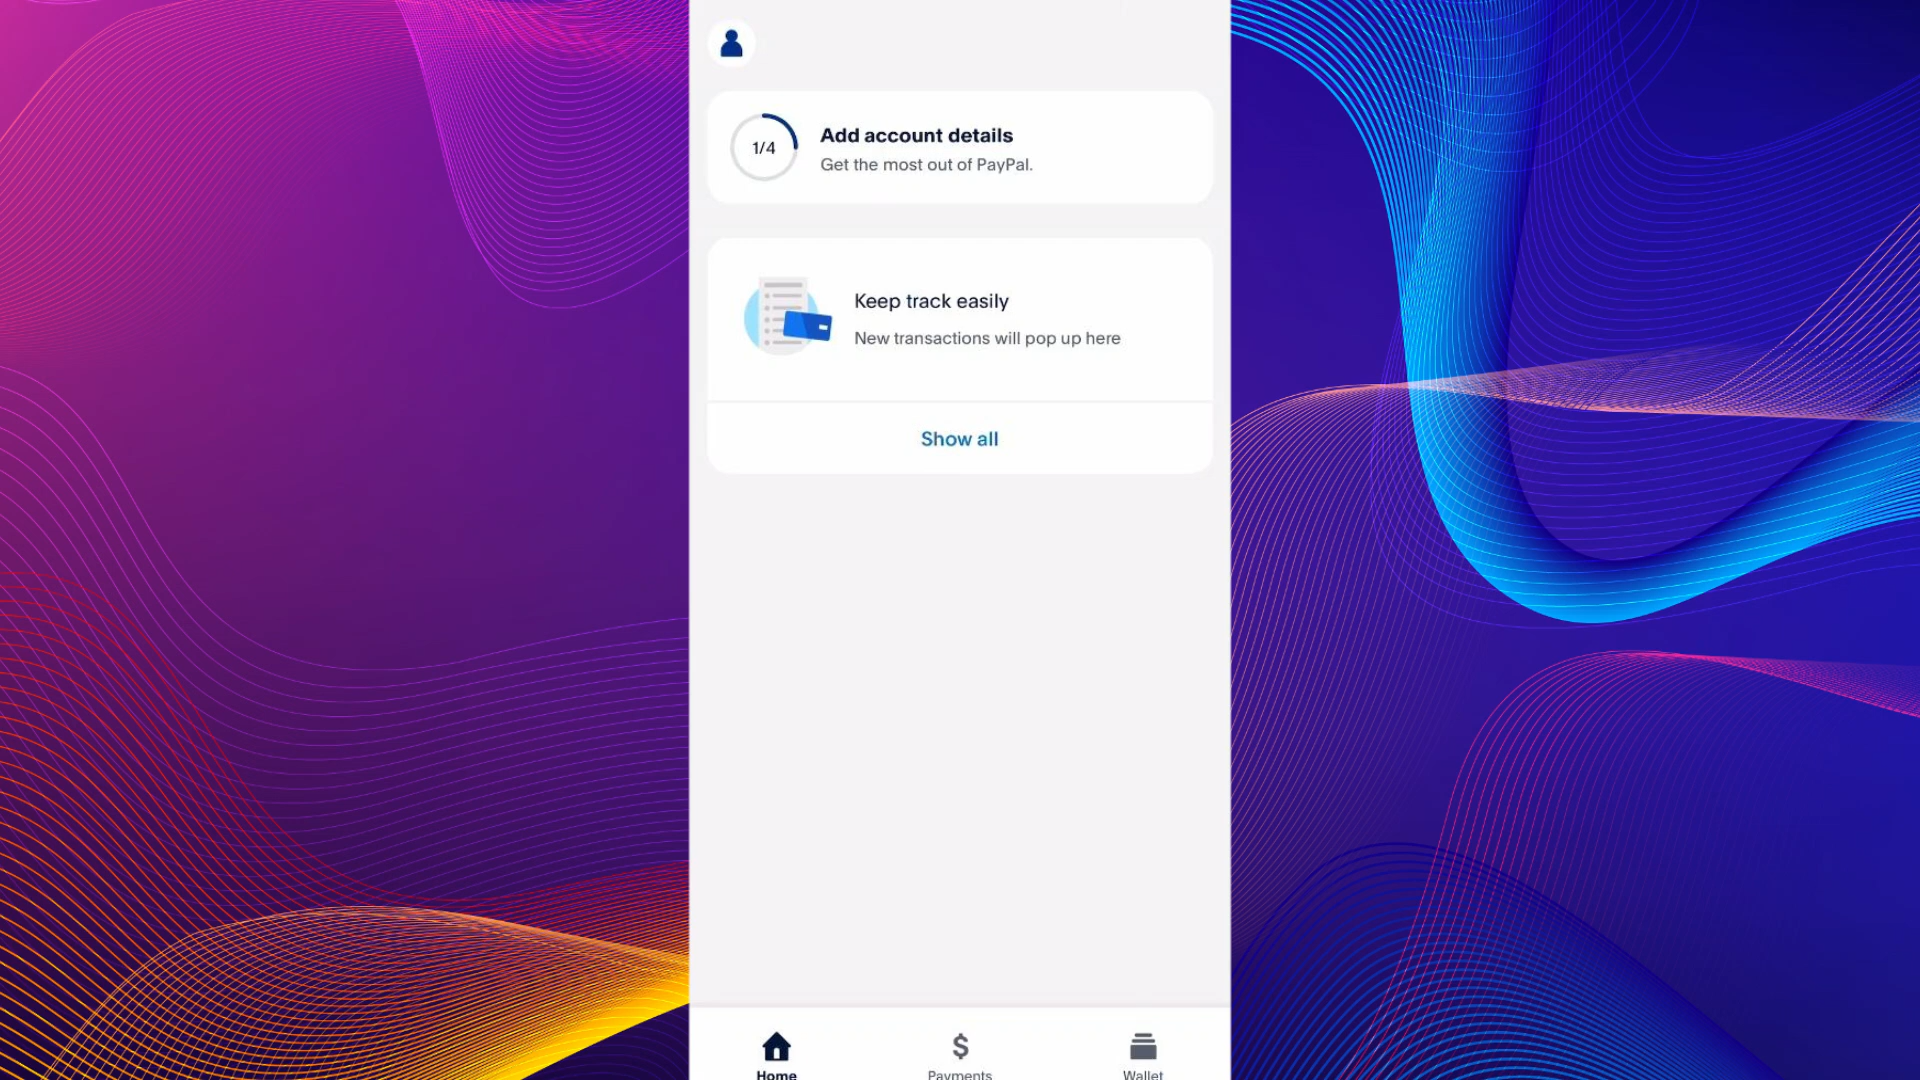 1/4
Add account details
Get the most out of PayPal.
Keep track easily
New transactions will pop up here
Show all
Home
Payments
Wallet